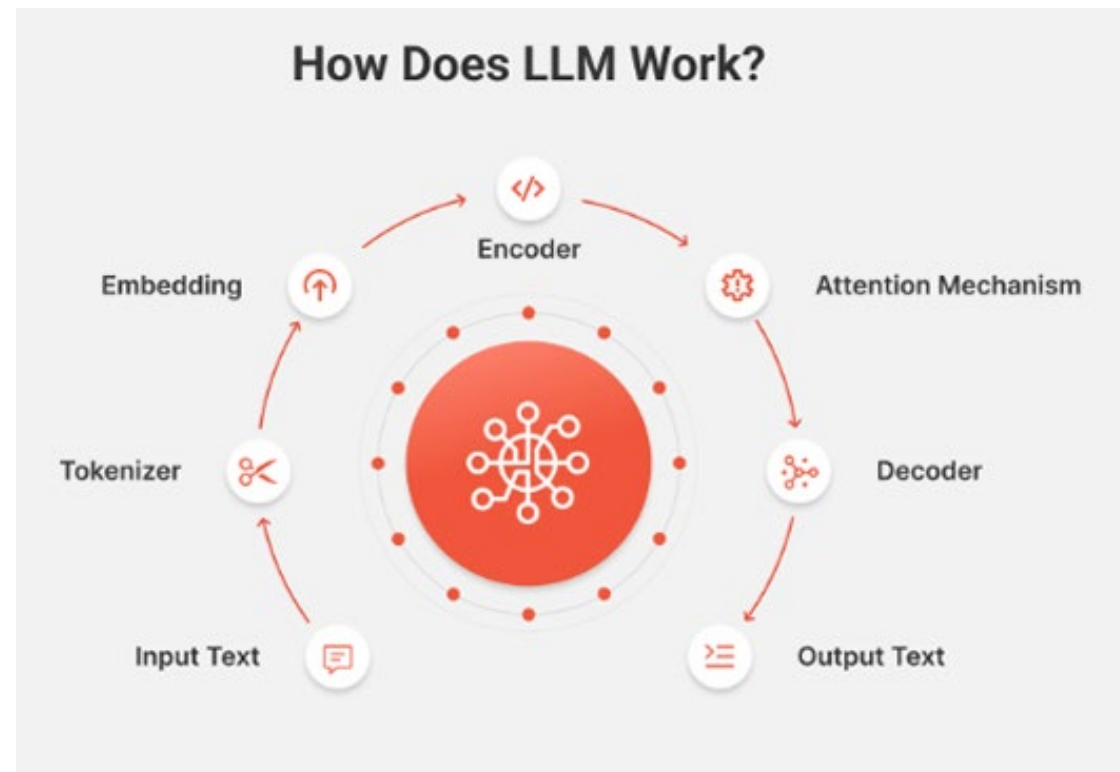 How Does LLM Work?
Input Text
Tokenizer
Embedding
Encoder
Attention Mechanism
Decoder
Output Text